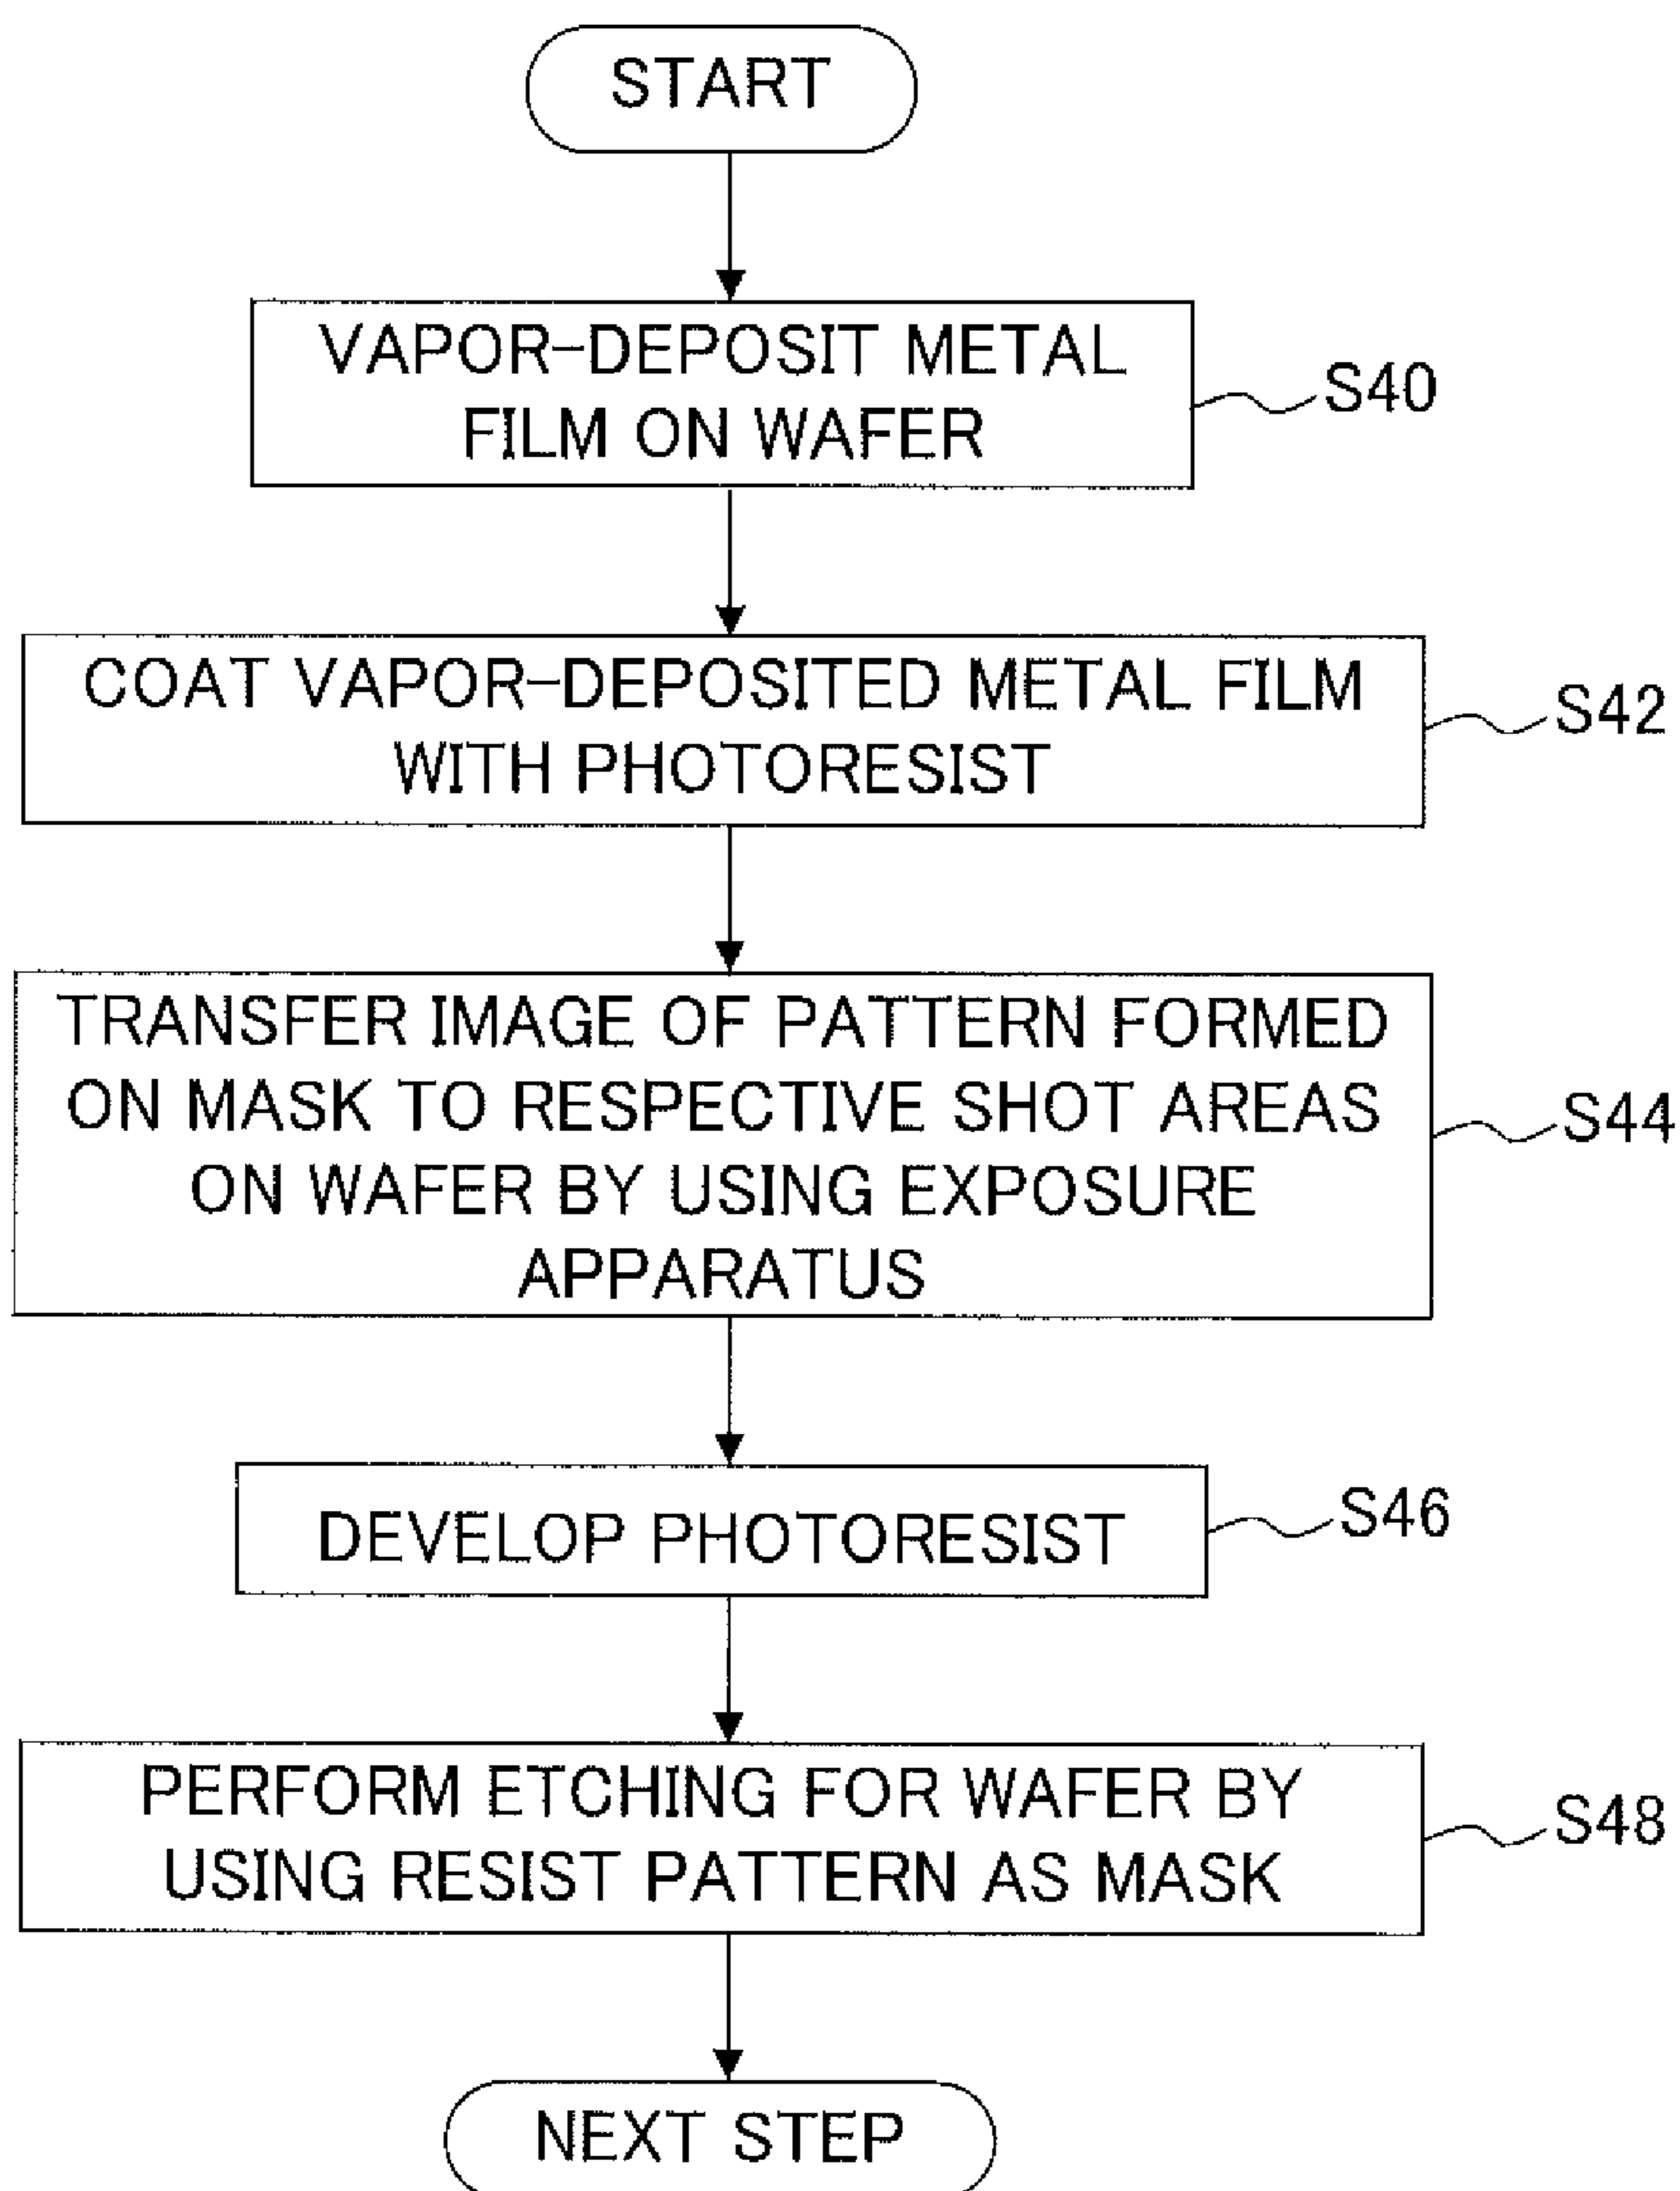 START
VAPOR-DEPOSIT METAL
FILM ON WAFER
S40
COAT VAPOR-DEPOSITED METAL FILM
WITH PHOTORESIST
S42
TRANSFER IMAGE OF PATTERN FORMED
ON MASK TO RESPECTIVE SHOT AREAS
ON WAFER BY USING EXPOSURE
APPARATUS
S44
DEVELOP PHOTORESIST
S46
PERFORM ETCHING FOR WAFER BY
USING RESIST PATTERN AS MASK
S48
NEXT STEP